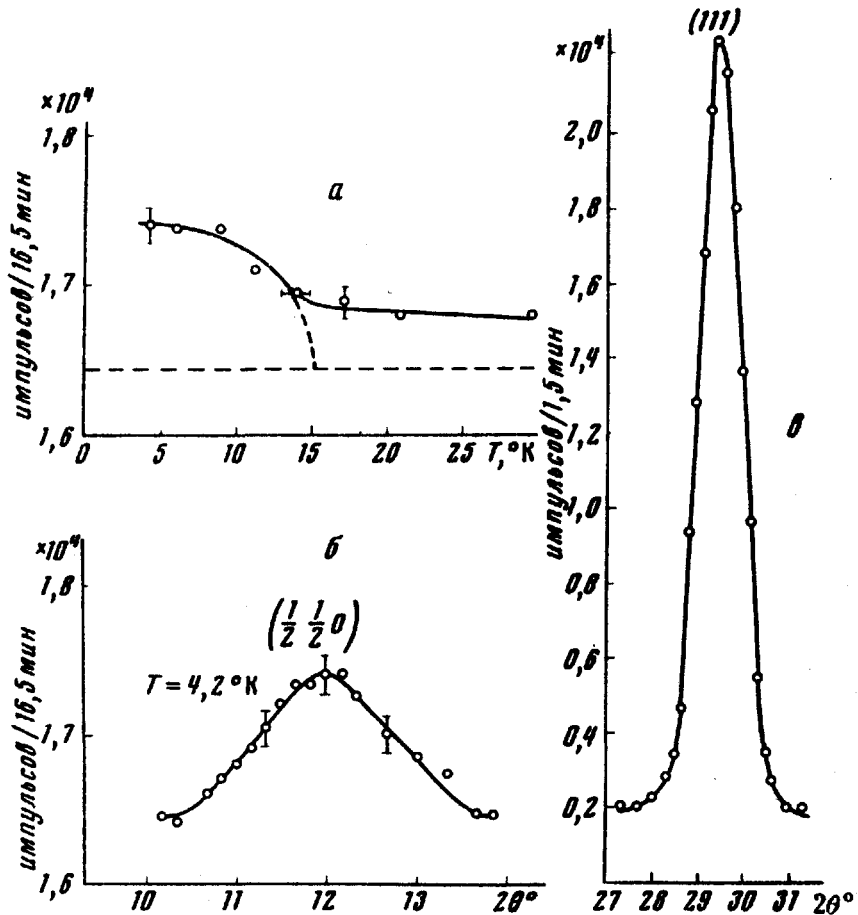 ×10⁴
1,8
1,7
1,6
импульсов/16,5 мин
а
0 5 10 15 20 25 T,°K
×10⁴
1,8
1,7
1,6
импульсов/16,5 мин
б
(1/2 1/2 0)
T = 4,2°K
10 11 12 13 2θ°
(111)
×10⁴
2,0
1,8
1,6
1,4
1,2
1,0
0,8
0,6
0,4
0,2
импульсов/1,5 мин
в
27 28 29 30 31 2θ°